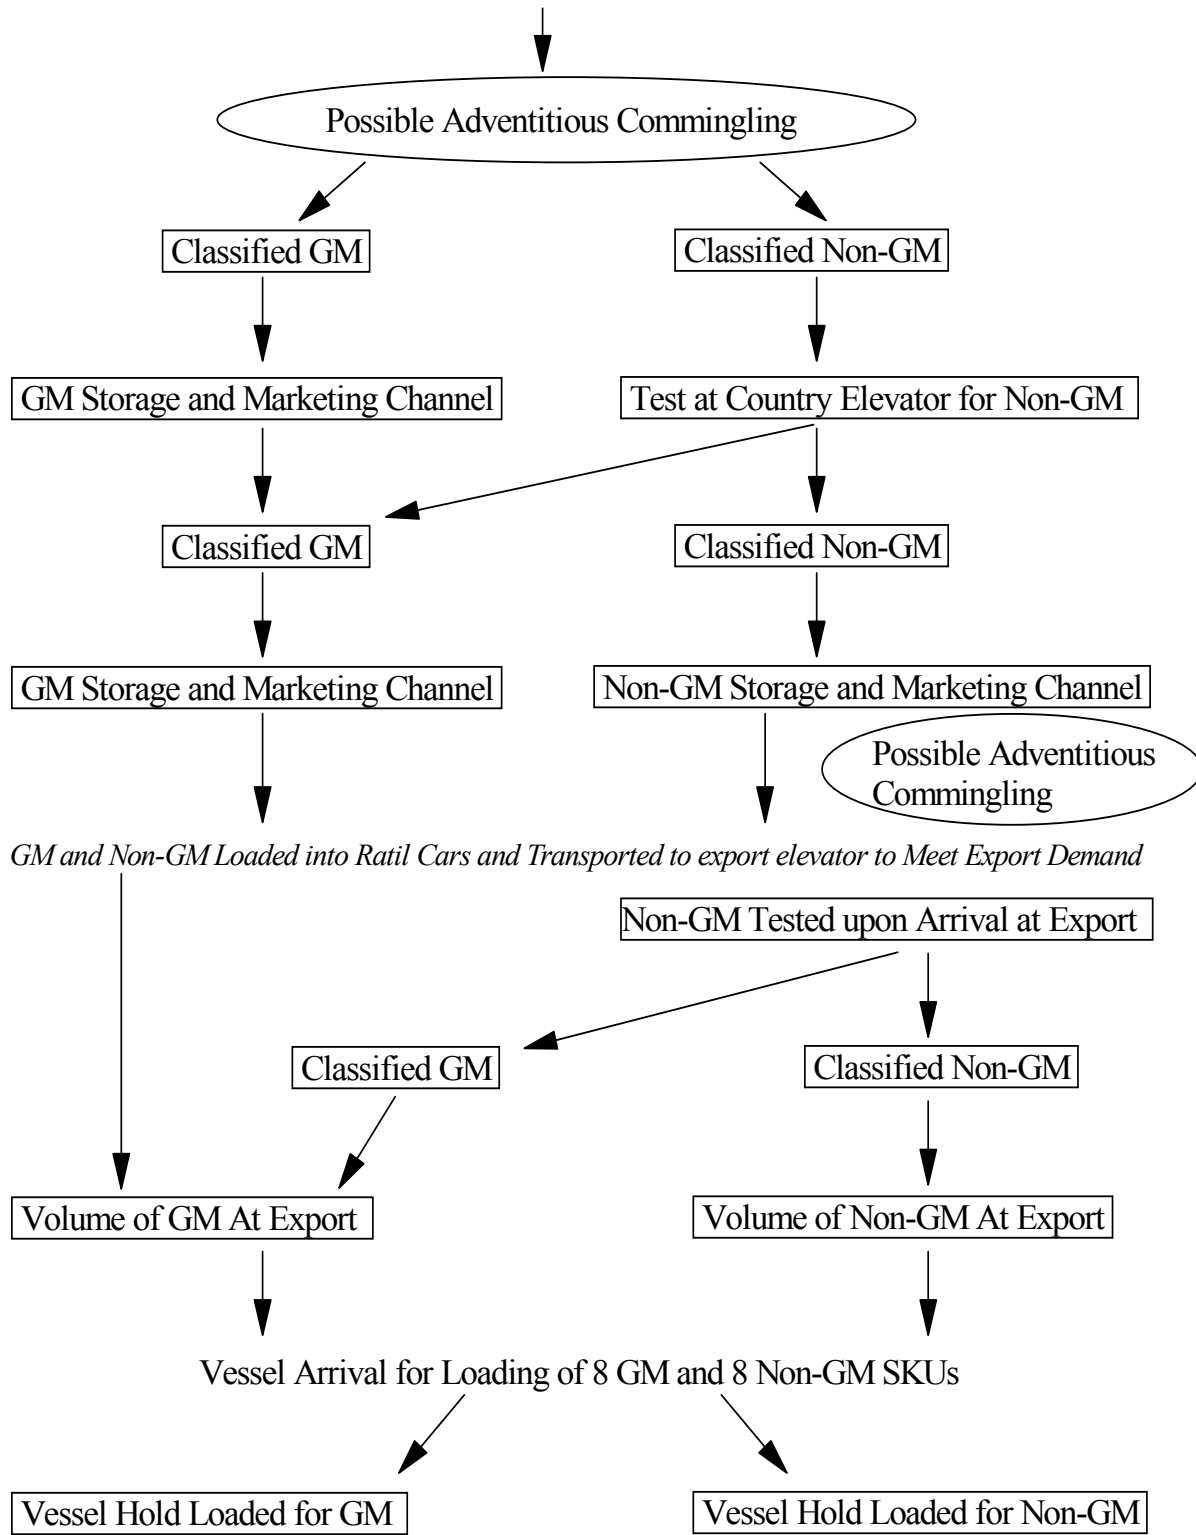 Possible Adventitious Commingling
Classified GM
Classified Non-GM
GM Storage and Marketing Channel
Test at Country Elevator for Non-GM
Classified GM
Classified Non-GM
GM Storage and Marketing Channel
Non-GM Storage and Marketing Channel
Possible Adventitious
Commingling
GM and Non-GM Loaded into Ratil Cars and Transported to export elevator to Meet Export Demand
Non-GM Tested upon Arrival at Export
Classified GM
Classified Non-GM
Volume of GM At Export
Volume of Non-GM At Export
Vessel Arrival for Loading of 8 GM and 8 Non-GM SKUs
Vessel Hold Loaded for GM
Vessel Hold Loaded for Non-GM